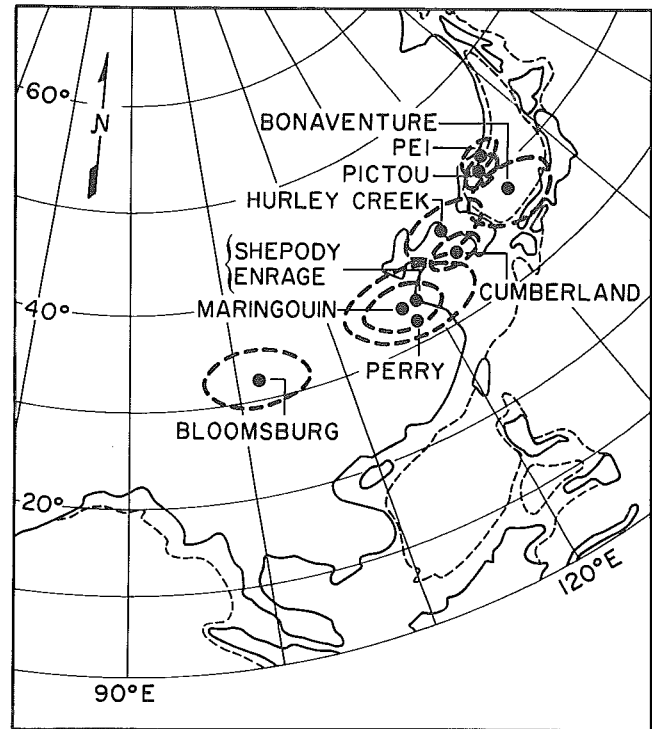 60°
N
BONAVENTURE
PEI
PICTOU
HURLEY CREEK
{SHEPODY
{ENRAGE
CUMBERLAND
40°
MARINGOUIN
PERRY
BLOOMSBURG
20°
120°E
90°E